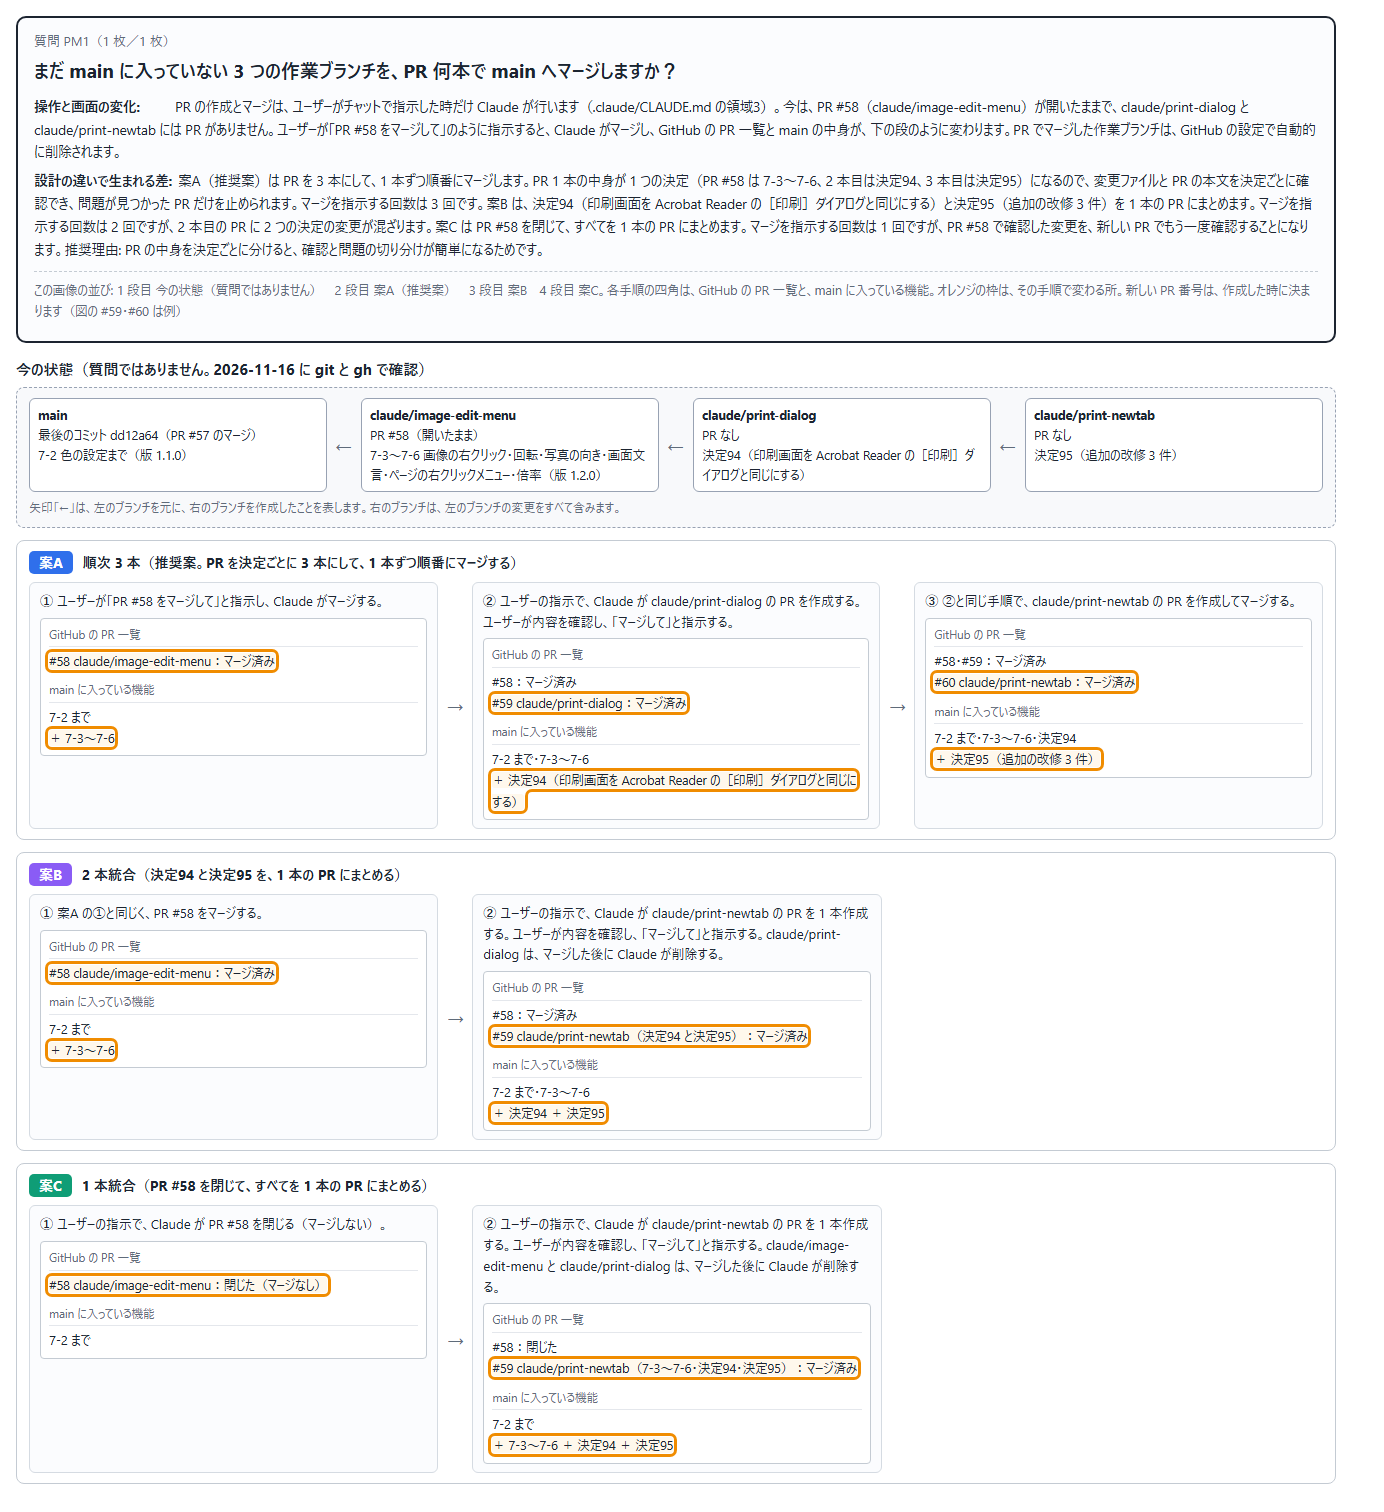 質問 PM1（1 枚／1 枚）
まだ main に入っていない 3 つの作業ブランチを、PR 何本で main へマージしますか？
操作と画面の変化: PR の作成とマージは、ユーザーがチャットで指示した時だけ Claude が行います（.claude/CLAUDE.md の領域3）。今は、PR #58（claude/image-edit-menu）が開いたままで、claude/print-dialog と
claude/print-newtab には PR がありません。ユーザーが「PR #58 をマージして」のように指示すると、Claude がマージし、GitHub の PR 一覧と main の中身が、下の段のように変わります。PR でマージした作業ブランチは、GitHub の設定で自動的
に削除されます。
設計の違いで生まれる差: 案A（推奨案）は PR を 3 本にして、1 本ずつ順番にマージします。PR 1 本の中身が 1 つの決定（PR #58 は 7-3～7-6、2 本目は決定94、3 本目は決定95）になるので、変更ファイルと PR の本文を決定ごとに確
認でき、問題が見つかった PR だけを止められます。マージを指示する回数は 3 回です。案B は、決定94（印刷画面を Acrobat Reader の［印刷］ダイアログと同じにする）と決定95（追加の改修 3 件）を 1 本の PR にまとめます。マージを指
示する回数は 2 回ですが、2 本目の PR に 2 つの決定の変更が混ざります。案C は PR #58 を閉じて、すべてを 1 本の PR にまとめます。マージを指示する回数は 1 回ですが、PR #58 で確認した変更を、新しい PR でもう一度確認することになり
ます。推奨理由: PR の中身を決定ごとに分けると、確認と問題の切り分けが簡単になるためです。
この画像の並び: 1 段目 今の状態（質問ではありません） 2 段目 案A（推奨案） 3 段目 案B 4 段目 案C。各手順の四角は、GitHub の PR 一覧と、main に入っている機能。オレンジの枠は、その手順で変わる所。新しい PR 番号は、作成した時に決ま
ります（図の #59・#60 は例）
今の状態（質問ではありません。2026-11-16 に git と gh で確認）
main
最後のコミット dd12a64（PR #57 のマージ）
7-2 色の設定まで（版 1.1.0）
←
claude/image-edit-menu
PR #58（開いたまま）
7-3～7-6 画像の右クリック・回転・写真の向き・画面文
言・ページの右クリックメニュー・倍率（版 1.2.0）
←
claude/print-dialog
PR なし
決定94（印刷画面を Acrobat Reader の［印刷］ダ
イアログと同じにする）
←
claude/print-newtab
PR なし
決定95（追加の改修 3 件）
矢印「←」は、左のブランチを元に、右のブランチを作成したことを表します。右のブランチは、左のブランチの変更をすべて含みます。
案A 順次 3 本（推奨案。PR を決定ごとに 3 本にして、1 本ずつ順番にマージする）
① ユーザーが「PR #58 をマージして」と指示し、Claude がマージする。
GitHub の PR 一覧
#58 claude/image-edit-menu：マージ済み
main に入っている機能
7-2 まで
＋ 7-3～7-6
→
② ユーザーの指示で、Claude が claude/print-dialog の PR を作成する。
ユーザーが内容を確認し、「マージして」と指示する。
GitHub の PR 一覧
#58：マージ済み
#59 claude/print-dialog：マージ済み
main に入っている機能
7-2 まで・7-3～7-6
＋ 決定94（印刷画面を Acrobat Reader の［印刷］ダイアログと同じに
する）
→
③ ②と同じ手順で、claude/print-newtab の PR を作成してマージする。
GitHub の PR 一覧
#58・#59：マージ済み
#60 claude/print-newtab：マージ済み
main に入っている機能
7-2 まで・7-3～7-6・決定94
＋ 決定95（追加の改修 3 件）
案B 2 本統合（決定94 と決定95 を、1 本の PR にまとめる）
① 案A の①と同じく、PR #58 をマージする。
GitHub の PR 一覧
#58 claude/image-edit-menu：マージ済み
main に入っている機能
7-2 まで
＋ 7-3～7-6
→
② ユーザーの指示で、Claude が claude/print-newtab の PR を 1 本作成
する。ユーザーが内容を確認し、「マージして」と指示する。claude/print-
dialog は、マージした後に Claude が削除する。
GitHub の PR 一覧
#58：マージ済み
#59 claude/print-newtab（決定94 と決定95）：マージ済み
main に入っている機能
7-2 まで・7-3～7-6
＋ 決定94 ＋ 決定95
案C 1 本統合（PR #58 を閉じて、すべてを 1 本の PR にまとめる）
① ユーザーの指示で、Claude が PR #58 を閉じる（マージしない）。
GitHub の PR 一覧
#58 claude/image-edit-menu：閉じた（マージなし）
main に入っている機能
7-2 まで
→
② ユーザーの指示で、Claude が claude/print-newtab の PR を 1 本作成
する。ユーザーが内容を確認し、「マージして」と指示する。claude/image-
edit-menu と claude/print-dialog は、マージした後に Claude が削除す
る。
GitHub の PR 一覧
#58：閉じた
#59 claude/print-newtab（7-3～7-6・決定94・決定95）：マージ済み
main に入っている機能
7-2 まで
＋ 7-3～7-6 ＋ 決定94 ＋ 決定95